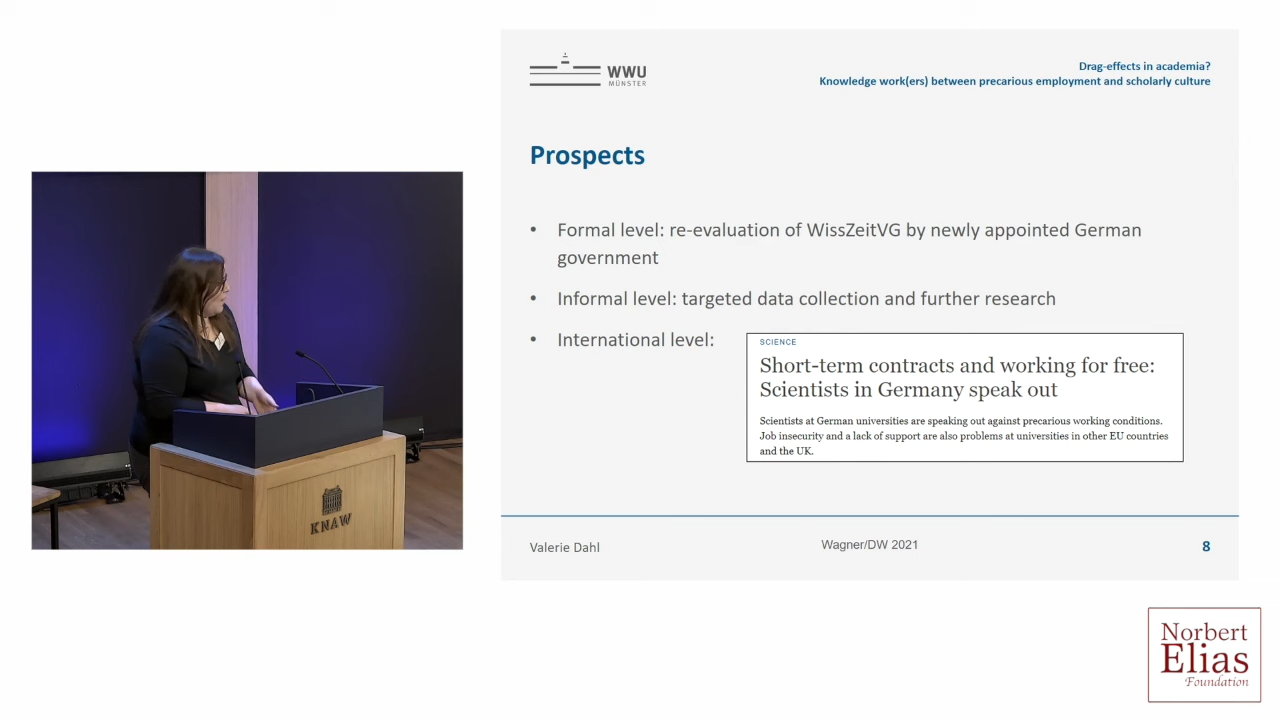 WWU
MÜNSTER
Drag-effects in academia?
Knowledge work(ers) between precarious employment and scholarly culture
Prospects
• Formal level: re-evaluation of WissZeitVG by newly appointed German
government
• Informal level: targeted data collection and further research
• International level:
SCIENCE
Short-term contracts and working for free:
Scientists in Germany speak out
Scientists at German universities are speaking out against precarious working conditions.
Job insecurity and a lack of support are also problems at universities in other EU countries
and the UK.
KNAW
Valerie Dahl
Wagner/DW 2021
8
Norbert
Elias
Foundation